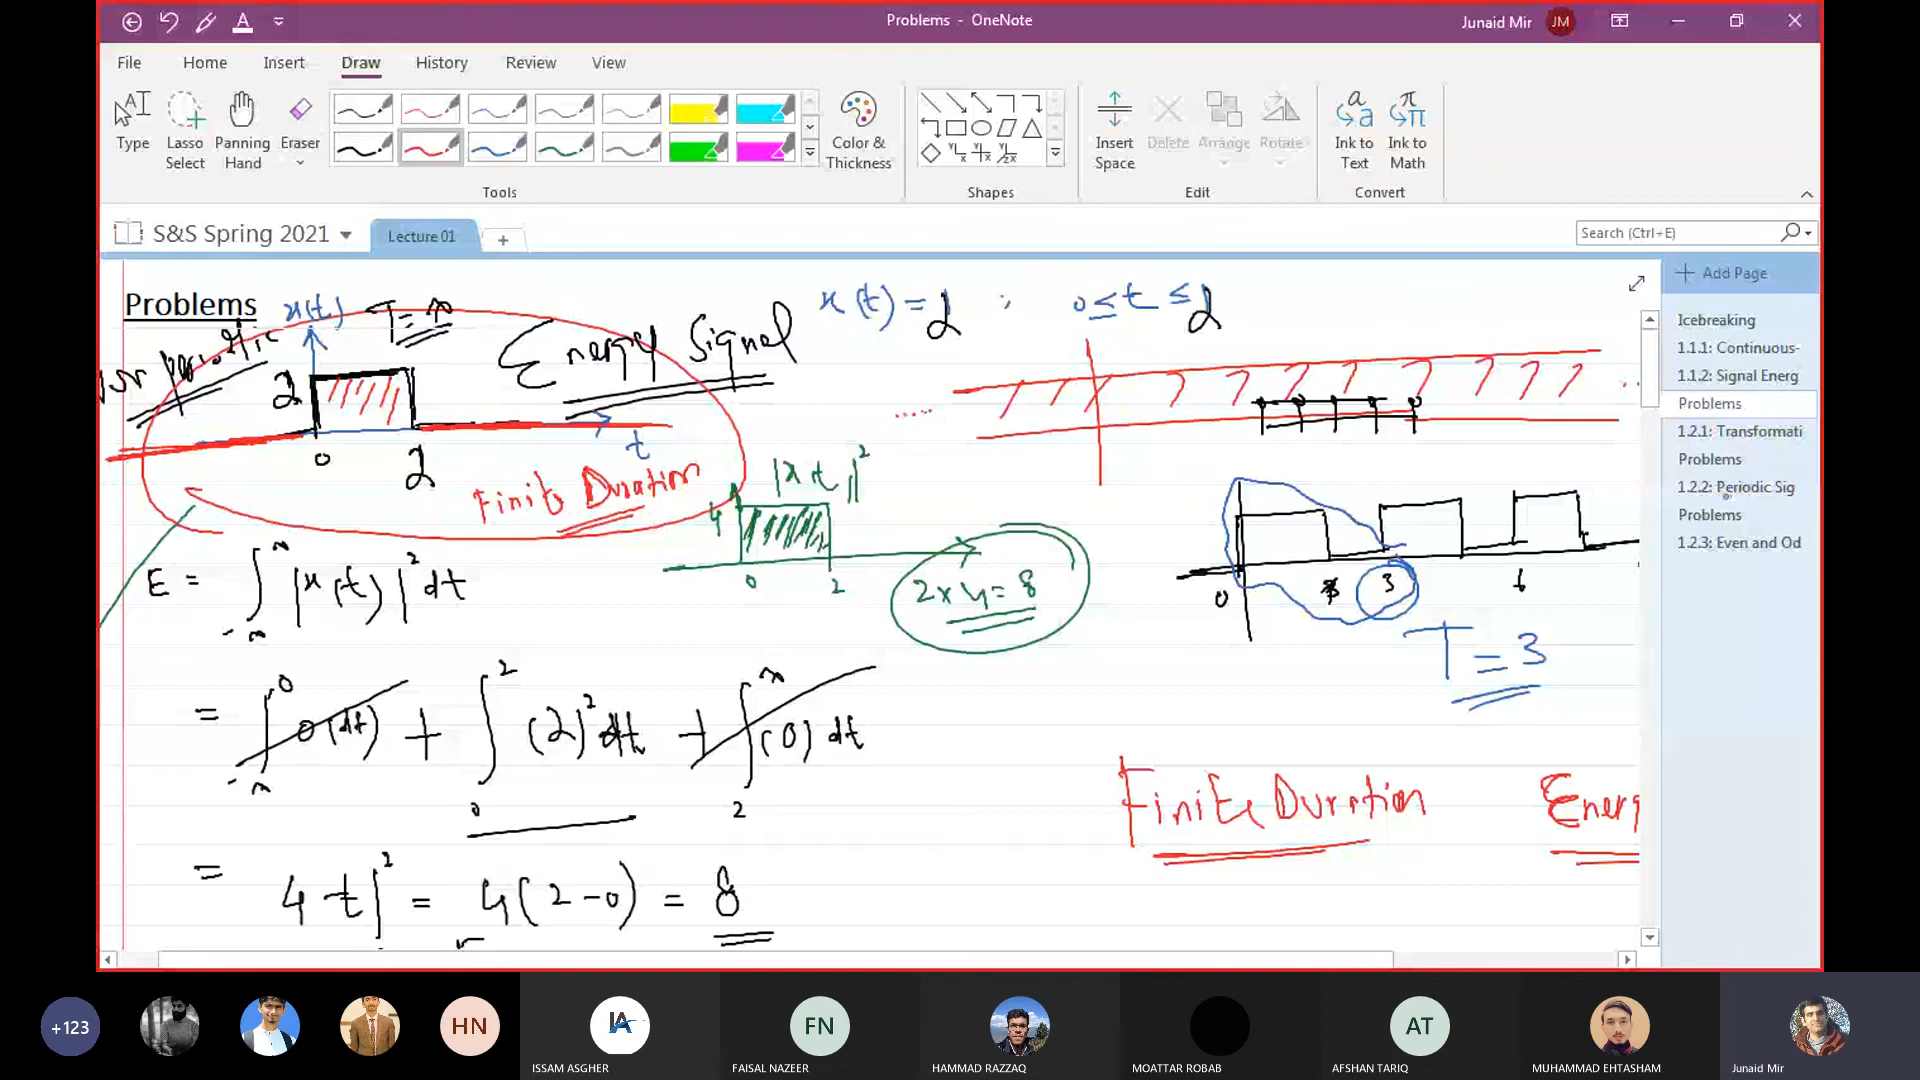 Problems - OneNote
Junaid Mir
JM
File Home Insert Draw History Review View
Type
Lasso Select
Panning Hand
Eraser
Color & Thickness
Insert Space
Delete
Arrange
Rotate
Ink to Text
Ink to Math
Tools
Shapes
Edit
Convert
S&S Spring 2021
Lecture 01
Search (Ctrl+E)
Add Page
Icebreaking
1.1.1: Continuous-
1.1.2: Signal Energ
Problems
1.2.1: Transformati
Problems
1.2.2: Periodic Sig
Problems
1.2.3: Even and Od
Problems
x(t)
T = ∞
Energy Signal
x(t) = 2 : 0 ≤ t ≤ 2
2
0
2
t
Finite Duration
|x(t)|²
4
0
2
2 x 4 = 8
0
3
6
T = 3
E = ∫ |x(t)|² dt
∞
-∞
= ∫ 0(dt) + ∫ (2)² dt + ∫ (0) dt
0
-∞
2
0
∞
2
Finite Duration
Energ
= 4 t |² = 4(2-0) = 8
+123
HN
IA
FN
AT
ISSAM ASGHER
FAISAL NAZEER
HAMMAD RAZZAQ
MOATTAR ROBAB
AFSHAN TARIQ
MUHAMMAD EHTASHAM
Junaid Mir